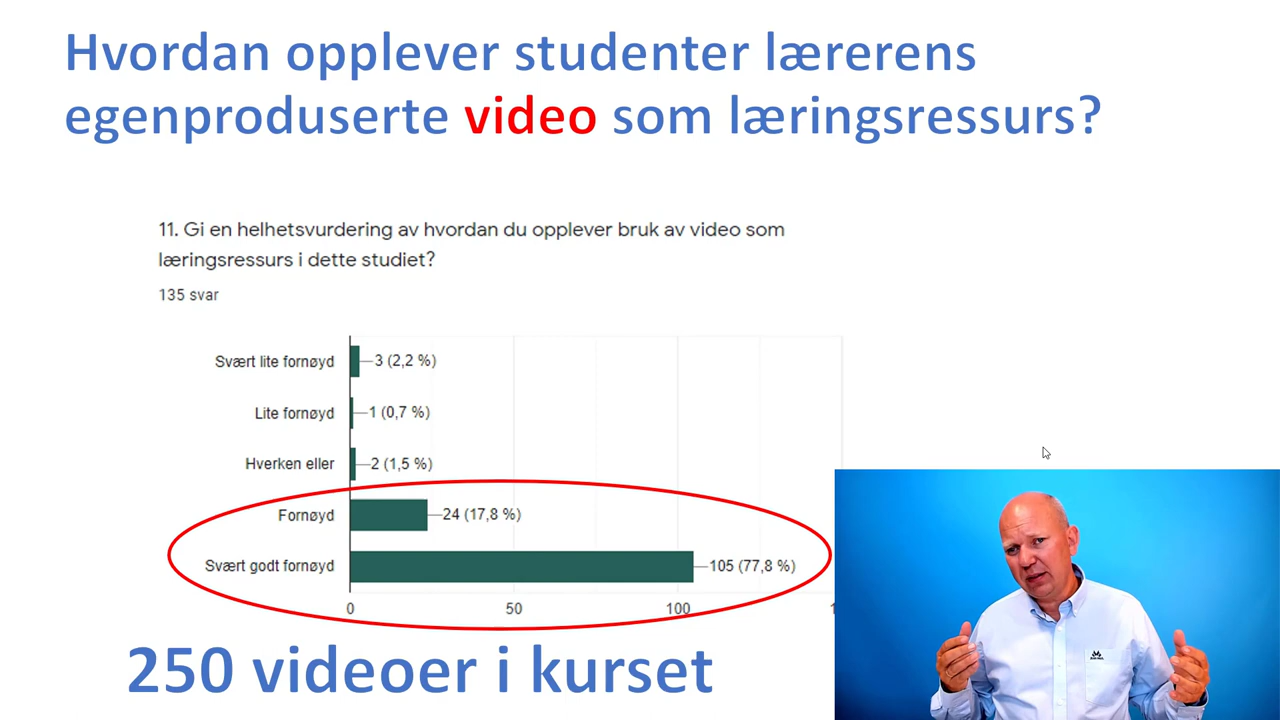 Hvordan opplever studenter lærerens
egenproduserte video som læringsressurs?
11. Gi en helhetsvurdering av hvordan du opplever bruk av video som
læringsressurs i dette studiet?
135 svar
Svært lite fornøyd 3 (2,2 %)
Lite fornøyd 1 (0,7 %)
Hverken eller 2 (1,5 %)
Fornøyd 24 (17,8 %)
Svært godt fornøyd 105 (77,8 %)
0 50 100
250 videoer i kurset